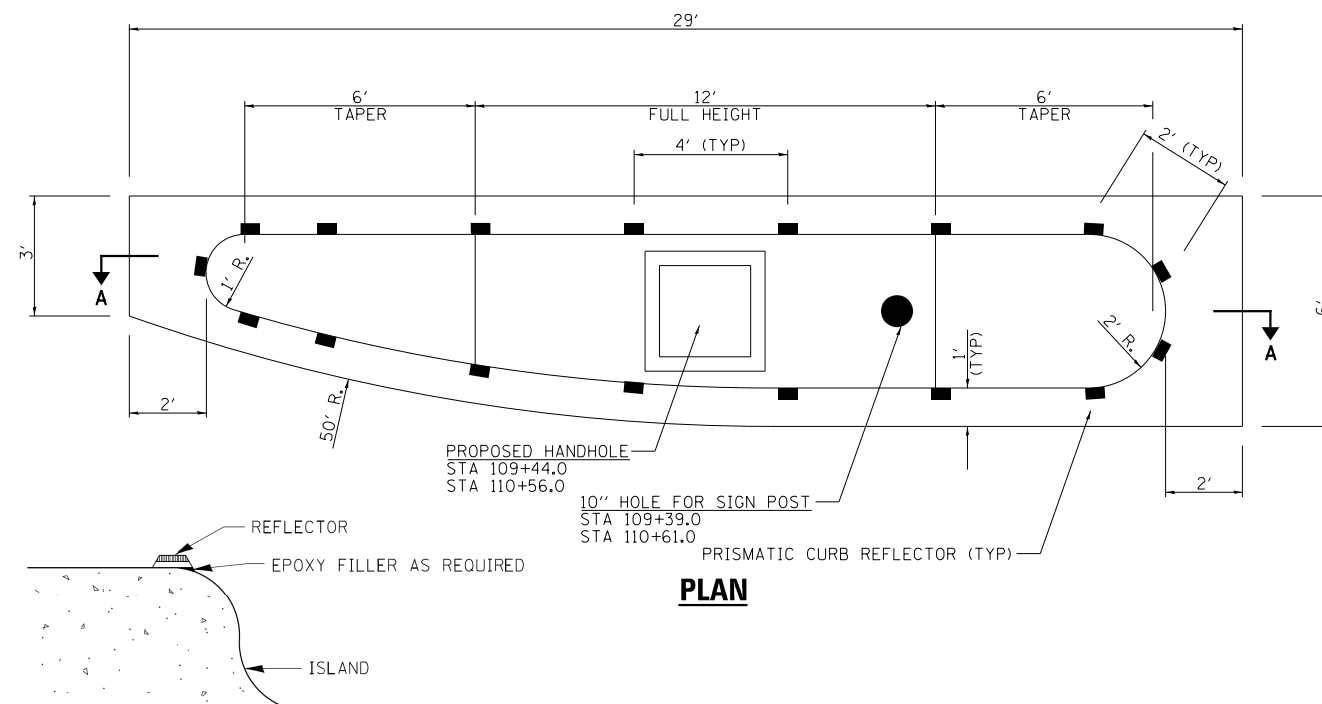 29'
6'
TAPER
12'
FULL HEIGHT
6'
TAPER
4' (TYP)
2' (TYP)
3'
A
1' R.
2' R.
1'
(TYP)
A
6'
2'
50' R.
2'
PROPOSED HANDHOLE
STA 109+44.0
STA 110+56.0
10'' HOLE FOR SIGN POST
STA 109+39.0
STA 110+61.0
PRISMATIC CURB REFLECTOR (TYP)
PLAN
REFLECTOR
EPOXY FILLER AS REQUIRED
ISLAND